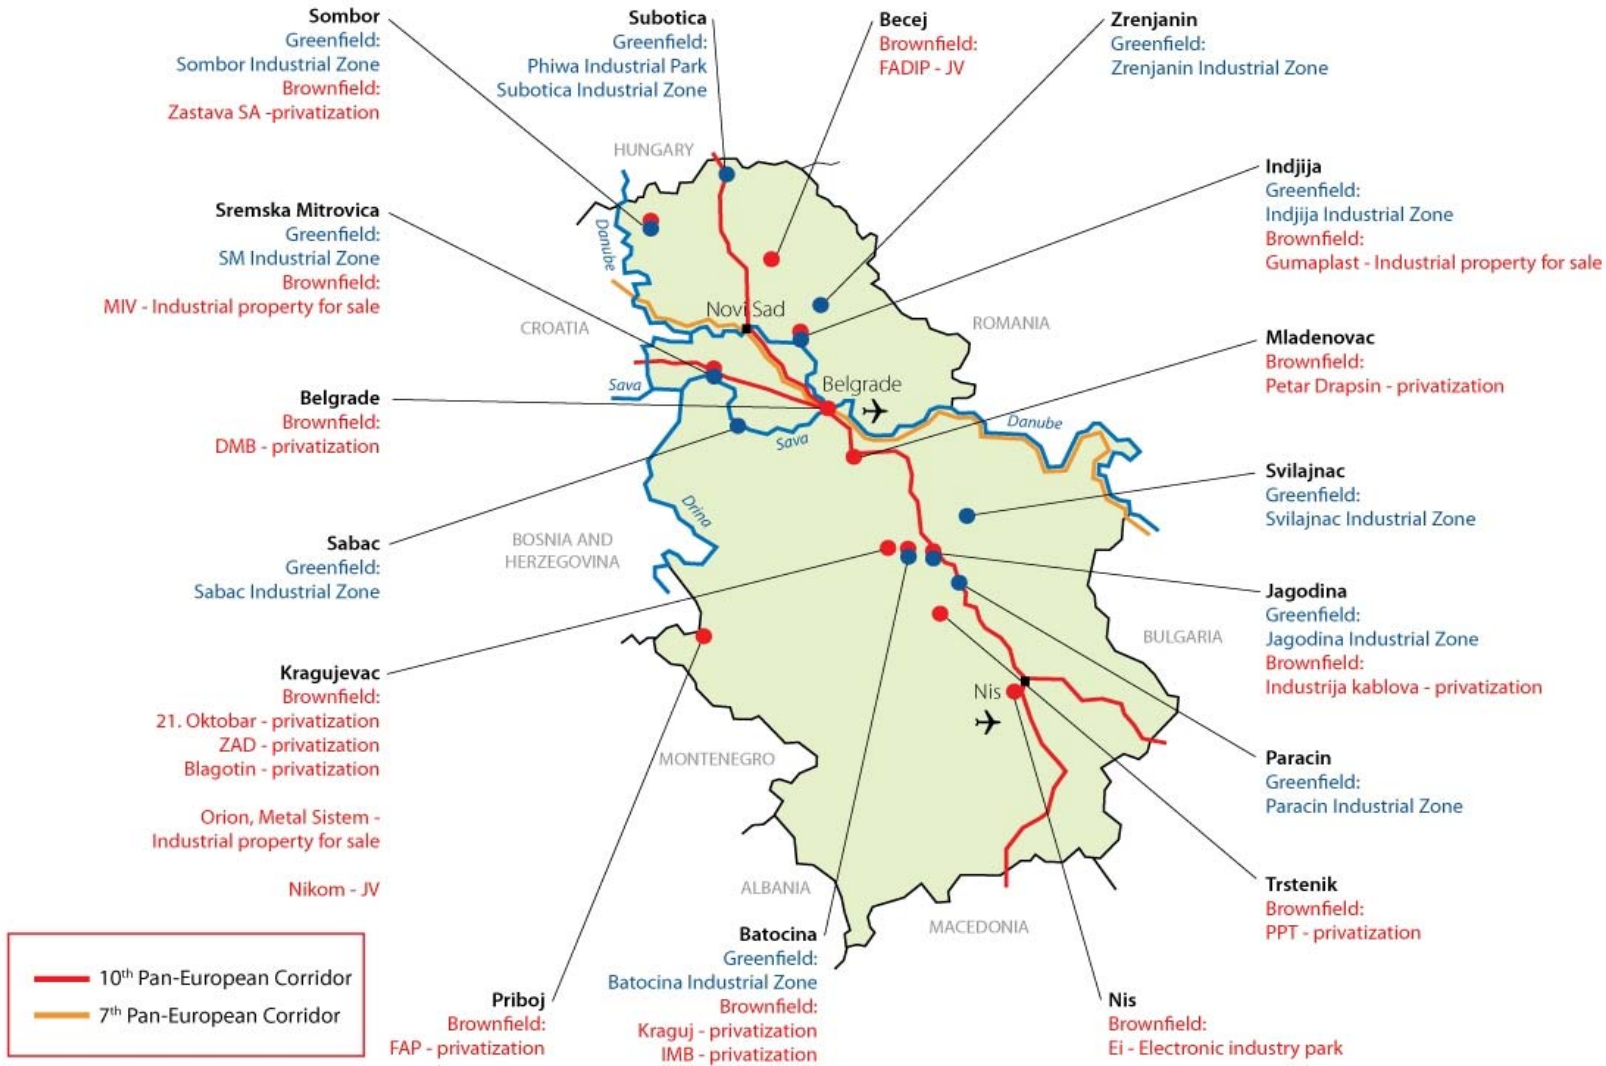 Sombor
Greenfield:
Sombor Industrial Zone
Brownfield:
Zastava SA -privatization
Subotica
Greenfield:
Phiwa Industrial Park
Subotica Industrial Zone
Becej
Brownfield:
FADIP - JV
Zrenjanin
Greenfield:
Zrenjanin Industrial Zone
Indjija
Greenfield:
Indjija Industrial Zone
Brownfield:
Gumaplast - Industrial property for sale
Sremska Mitrovica
Greenfield:
SM Industrial Zone
Brownfield:
MIV - Industrial property for sale
HUNGARY
Danube
Novi Sad
CROATIA
ROMANIA
Mladenovac
Brownfield:
Petar Drapsin - privatization
Belgrade
Brownfield:
DMB - privatization
Sava
Belgrade
Sava
Danube
Svilajnac
Greenfield:
Svilajnac Industrial Zone
Drina
BOSNIA AND
HERZEGOVINA
Sabac
Greenfield:
Sabac Industrial Zone
Jagodina
Greenfield:
Jagodina Industrial Zone
Brownfield:
Industrija kablova - privatization
BULGARIA
Kragujevac
Brownfield:
21. Oktobar - privatization
ZAD - privatization
Blagotin - privatization
Orion, Metal Sistem -
Industrial property for sale
Nikom - JV
Nis
MONTENEGRO
Paracin
Greenfield:
Paracin Industrial Zone
ALBANIA
MACEDONIA
Trstenik
Brownfield:
PPT - privatization
10th Pan-European Corridor
7th Pan-European Corridor
Priboj
Brownfield:
FAP - privatization
Batocina
Greenfield:
Batocina Industrial Zone
Brownfield:
Kraguj - privatization
IMB - privatization
Nis
Brownfield:
Ei - Electronic industry park